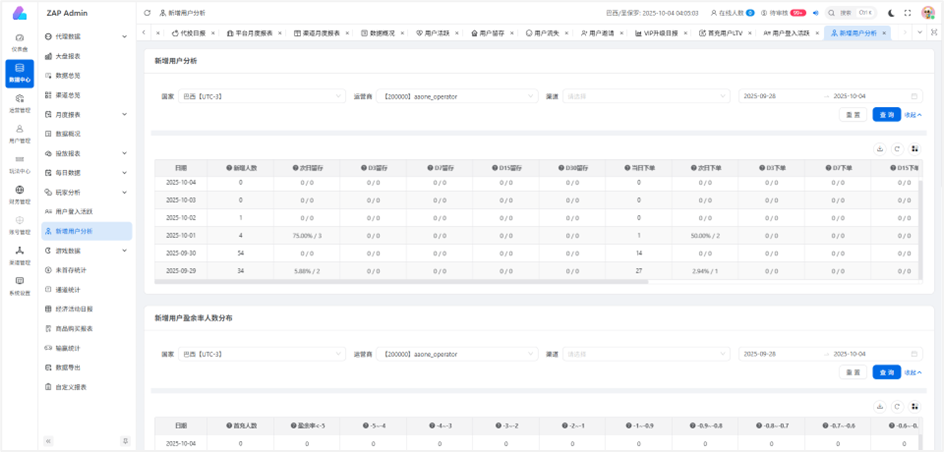 ZAP Admin
新增用户分析
巴西/圣保罗: 2025-10-04 04:05:03
在线人数 0
待审核 99+
搜索 Ctrl K
仪表盘
数据中心
运营管理
用户管理
玩法中心
财务管理
账号管理
渠道管理
系统设置
代理数据
大盘报表
数据总览
渠道总览
月度报表
数据概况
投放报表
每日数据
玩家分析
用户登入活跃
新增用户分析
游戏数据
未首存统计
通道统计
经济活动日报
商品购买报表
输赢统计
数据导出
自定义报表
代投日报 平台月度报表 渠道月度报表 数据概况 用户活跃 用户留存 用户流失 用户邀请 VIP升级日报 首充用户LTV 用户登入活跃 新增用户分析
新增用户分析
国家 巴西【UTC-3】 运营商 【200000】aaone_operator 渠道 请选择 2025-09-28 → 2025-10-04
重置 查询 收起
日期 新增人数 次日留存 D3留存 D7留存 D15留存 D30留存 当日下单 次日下单 D3下单 D7下单 D15下单
2025-10-04 0 0 / 0 0 / 0 0 / 0 0 / 0 0 / 0 0 0 / 0 0 / 0 0 / 0 0 / 0
2025-10-03 0 0 / 0 0 / 0 0 / 0 0 / 0 0 / 0 0 0 / 0 0 / 0 0 / 0 0 / 0
2025-10-02 1 0 / 0 0 / 0 0 / 0 0 / 0 0 / 0 0 0 / 0 0 / 0 0 / 0 0 / 0
2025-10-01 4 75.00% / 3 0 / 0 0 / 0 0 / 0 0 / 0 1 50.00% / 2 0 / 0 0 / 0 0 / 0
2025-09-30 54 0 / 0 0 / 0 0 / 0 0 / 0 0 / 0 14 0 / 0 0 / 0 0 / 0 0 / 0
2025-09-29 34 5.88% / 2 0 / 0 0 / 0 0 / 0 0 / 0 27 2.94% / 1 0 / 0 0 / 0 0 / 0
新增用户盈余率人数分布
国家 巴西【UTC-3】 运营商 【200000】aaone_operator 渠道 请选择 2025-09-28 → 2025-10-04
重置 查询 收起
日期 首充人数 盈余率<-5 -5~-4 -4~-3 -3~-2 -2~-1 -1~-0.9 -0.9~-0.8 -0.8~-0.7 -0.7~-0.6 -0.6~-0.
2025-10-04 0 0 0 0 0 0 0 0 0 0 0